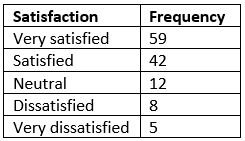 Satisfaction Frequency
Very satisfied 59
Satisfied 42
Neutral 12
Dissatisfied 8
Very dissatisfied 5